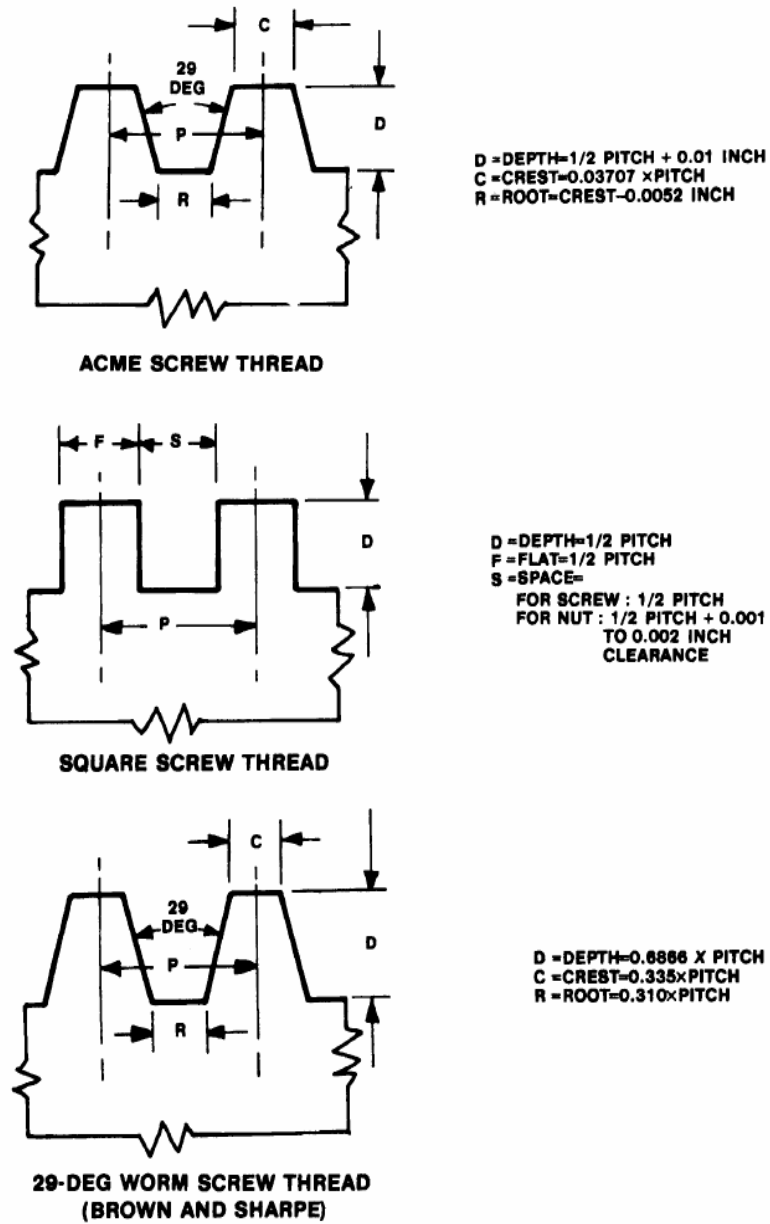 C
29
DEG
P
D
R
D =DEPTH=1/2 PITCH + 0.01 INCH
C =CREST=0.03707 ×PITCH
R =ROOT=CREST–0.0052 INCH
ACME SCREW THREAD
F
S
D
P
D =DEPTH=1/2 PITCH
F =FLAT=1/2 PITCH
S =SPACE=
FOR SCREW : 1/2 PITCH
FOR NUT : 1/2 PITCH + 0.001
TO 0.002 INCH
CLEARANCE
SQUARE SCREW THREAD
C
29
DEG
P
D
R
D =DEPTH=0.6866 X PITCH
C =CREST=0.335×PITCH
R =ROOT=0.310×PITCH
29-DEG WORM SCREW THREAD
(BROWN AND SHARPE)